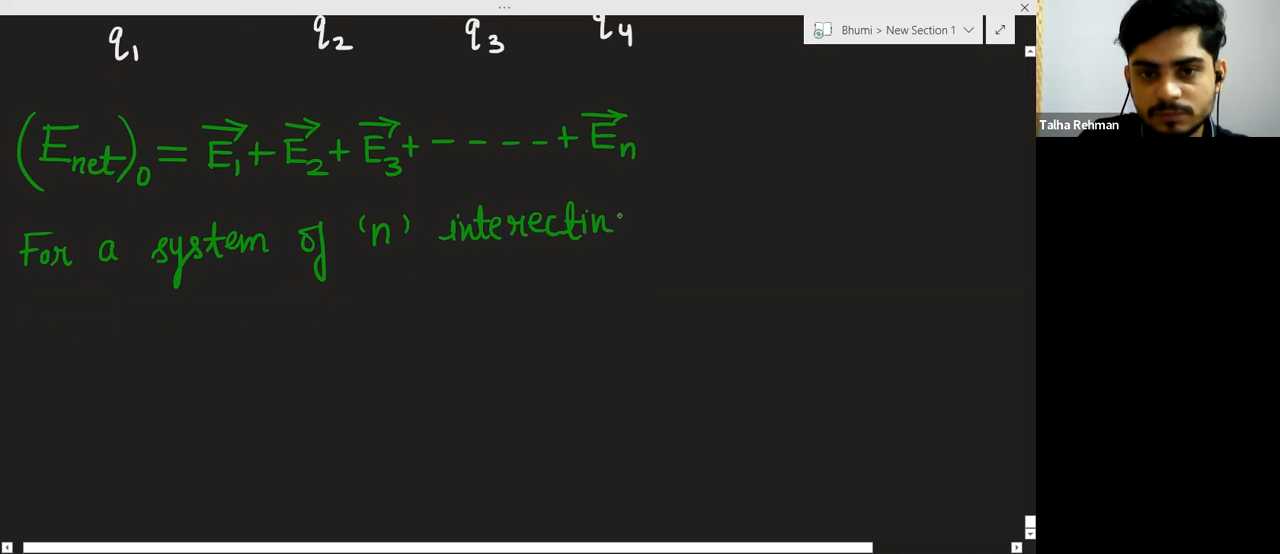 q1 q2 q3 q4
Bhumi > New Section 1
Talha Rehman
(Enet)0 = E1 + E2 + E3 + - - - - - + En
For a system of 'n' interectin